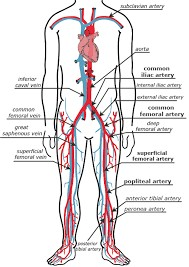 subclavian artery
aorta
common
iliac artery
internal iliac artery
external iliac artery
common
femoral artery
deep
femoral artery
superficial
femoral artery
popliteal artery
anterior tibial artery
peronea artery
inferior
caval vein
common
femoral vein
great
saphenous vein
superficial
femoral vein
posterior
tibial artery